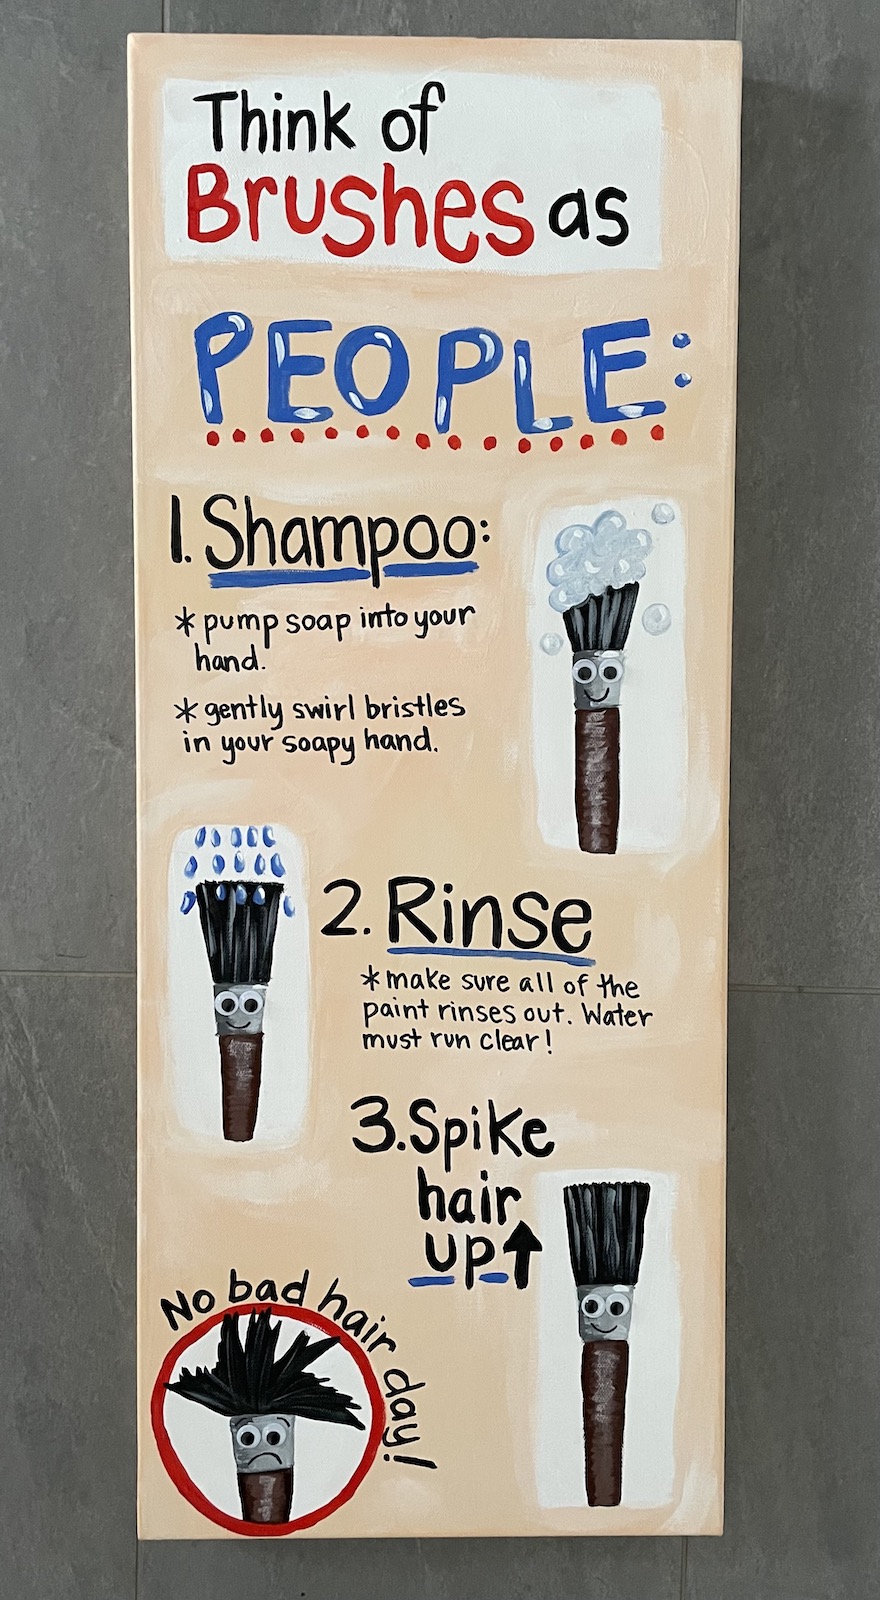 Think of
Brushes as
PEOPLE:
1. Shampoo:
* pump soap into your
hand.
* gently swirl bristles
in your soapy hand.
2. Rinse
* make sure all of the
paint rinses out. Water
must run clear!
3. Spike
hair
up ↑
No bad hair day!